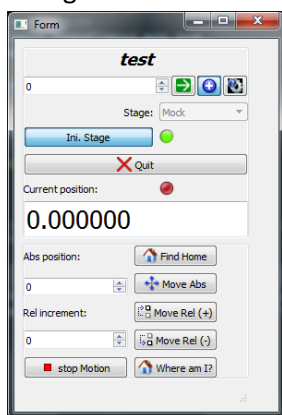 Form
test
0
Stage: Mock
Ini. Stage
Quit
Current position:
0.000000
Abs position: Find Home
0 Move Abs
Rel increment: Move Rel (+)
0 Move Rel (-)
stop Motion Where am I?